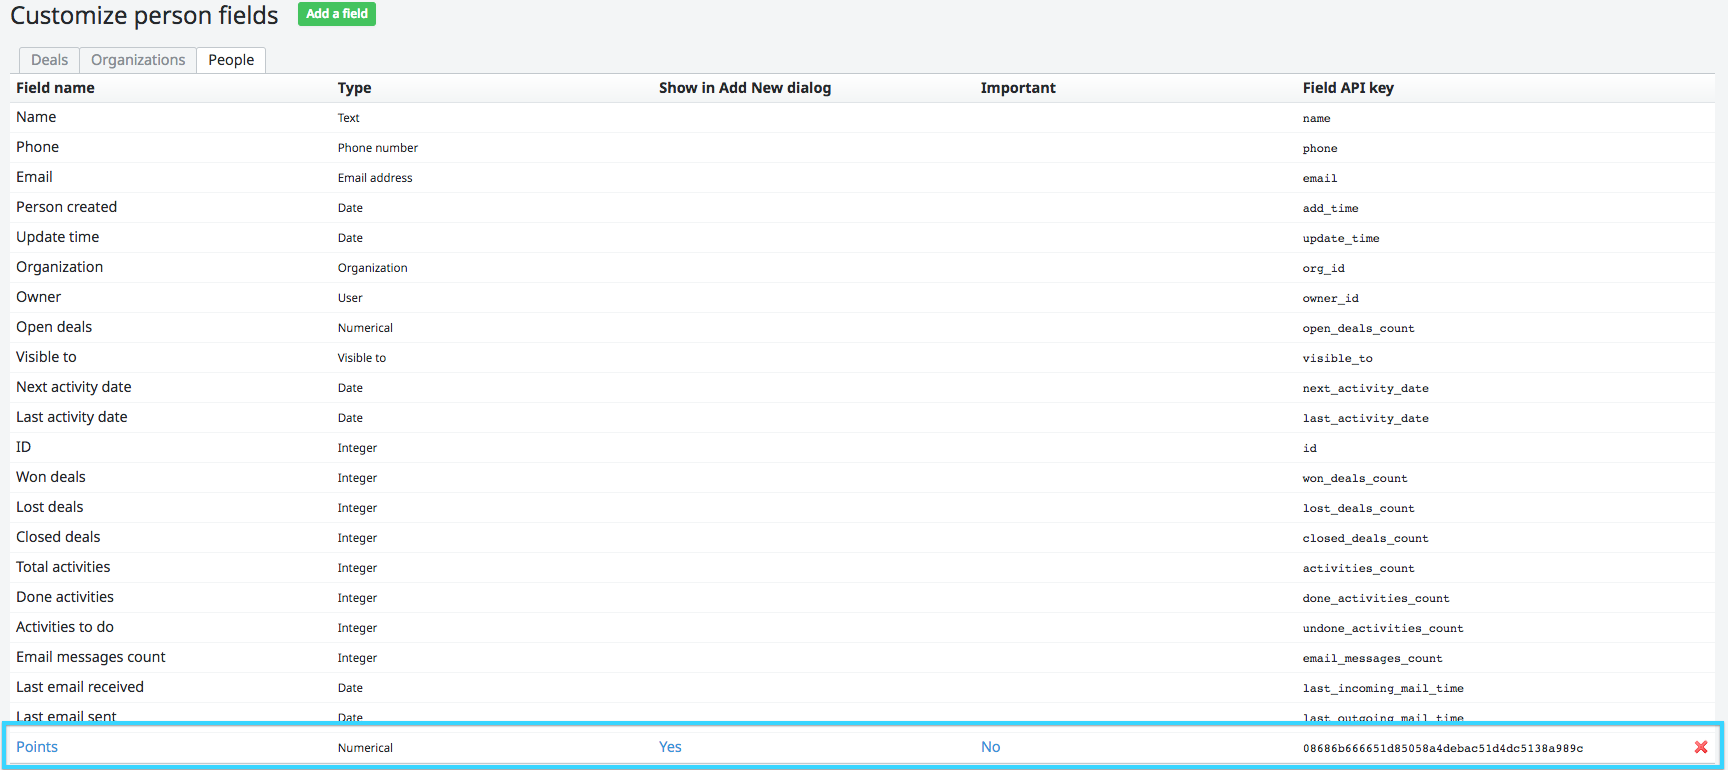 Customize person fields Add a field
Deals Organizations People
Field name Type Show in Add New dialog Important Field API key
Name Text name
Phone Phone number phone
Email Email address email
Person created Date add_time
Update time Date update_time
Organization Organization org_id
Owner User owner_id
Open deals Numerical open_deals_count
Visible to Visible to visible_to
Next activity date Date next_activity_date
Last activity date Date last_activity_date
ID Integer id
Won deals Integer won_deals_count
Lost deals Integer lost_deals_count
Closed deals Integer closed_deals_count
Total activities Integer activities_count
Done activities Integer done_activities_count
Activities to do Integer undone_activities_count
Email messages count Integer email_messages_count
Last email received Date last_incoming_mail_time
Last email sent Date last_outgoing_mail_time
Points Numerical Yes No 08686b666651d85058a4debac51d4dc5138a989c